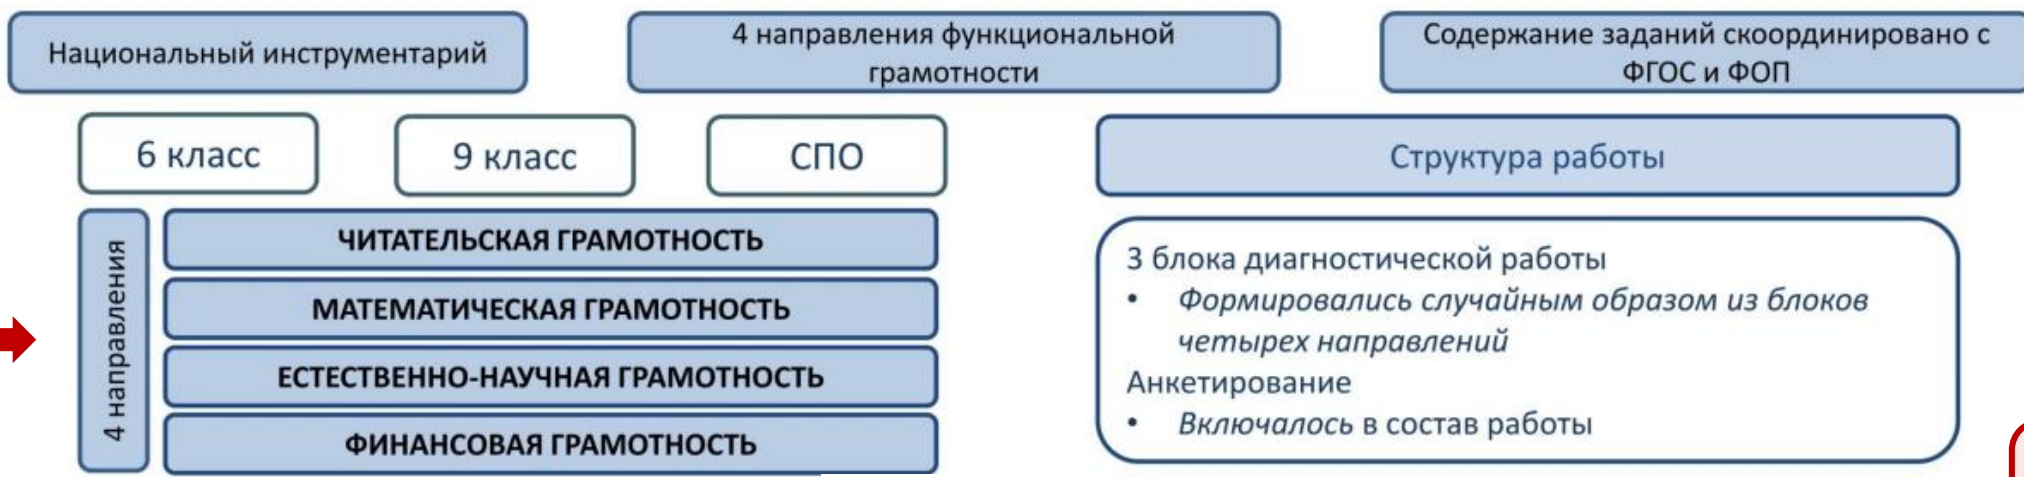 Национальный инструментарий
4 направления функциональной
грамотности
Содержание заданий скоординировано с
ФГОС и ФОП
6 класс
9 класс
СПО
4 направления
ЧИТАТЕЛЬСКАЯ ГРАМОТНОСТЬ
МАТЕМАТИЧЕСКАЯ ГРАМОТНОСТЬ
ЕСТЕСТВЕННО-НАУЧНАЯ ГРАМОТНОСТЬ
ФИНАНСОВАЯ ГРАМОТНОСТЬ
Структура работы
3 блока диагностической работы
• Формировались случайным образом из блоков
четырех направлений
Анкетирование
• Включалось в состав работы